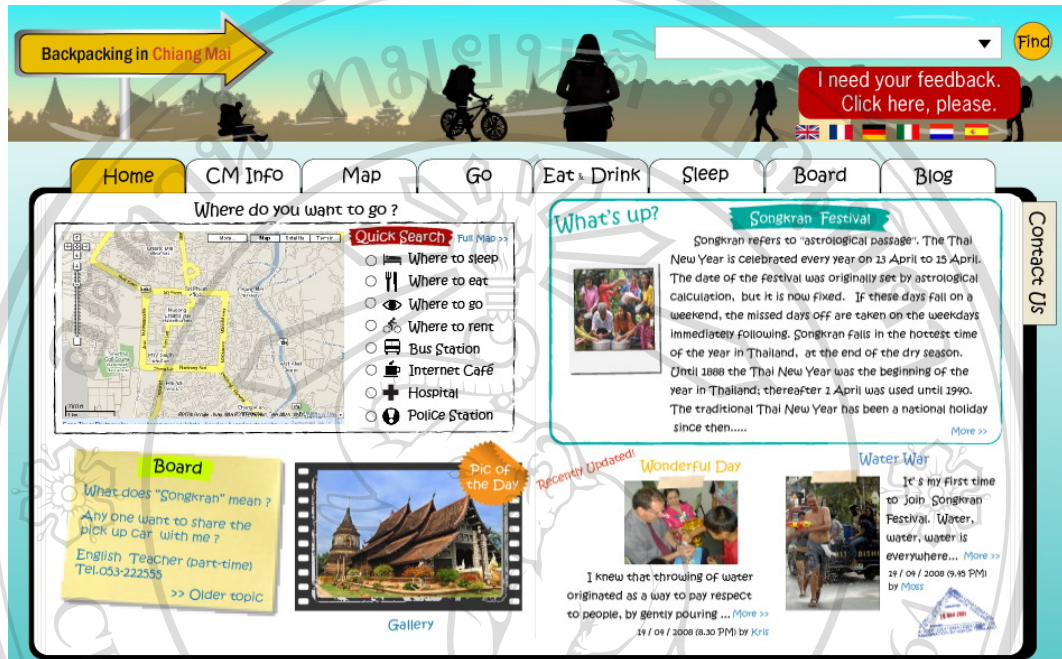 Backpacking in Chiang Mai
Find
I need your feedback.
Click here, please.
Home
CM Info
Map
Go
Eat & Drink
Sleep
Board
Blog
Contact Us
Where do you want to go ?
Quick Search
Full Map >>
More...
Map
Satellite
Terrain
Where to sleep
Where to eat
Where to go
Where to rent
Bus Station
Internet Café
Hospital
Police Station
What's up?
Songkran Festival
Songkran refers to "astrological passage". The Thai
New Year is celebrated every year on 13 April to 15 April.
The date of the festival was originally set by astrological
calculation, but it is now fixed. If these days fall on a
weekend, the missed days off are taken on the weekdays
immediately following. Songkran falls in the hottest time
of the year in Thailand, at the end of the dry season.
Until 1888 the Thai New Year was the beginning of the
year in Thailand; thereafter 1 April was used until 1940.
The traditional Thai New Year has been a national holiday
since then.....
More >>
Board
What does "Songkran" mean ?
Any one want to share the
pick up car with me ?
English Teacher (part-time)
Tel.053-222555
>> Older topic
Pic of
the Day
Gallery
Recently Updated!
Wonderful Day
I knew that throwing of water
originated as a way to pay respect
to people, by gently pouring ... More >>
14 / 04 / 2008 (8.30 PM) by Kris
Water War
It's my first time
to join Songkran
Festival. Water,
water, water is
everywhere... More >>
14 / 04 / 2008 (9.45 PM)
by Moss